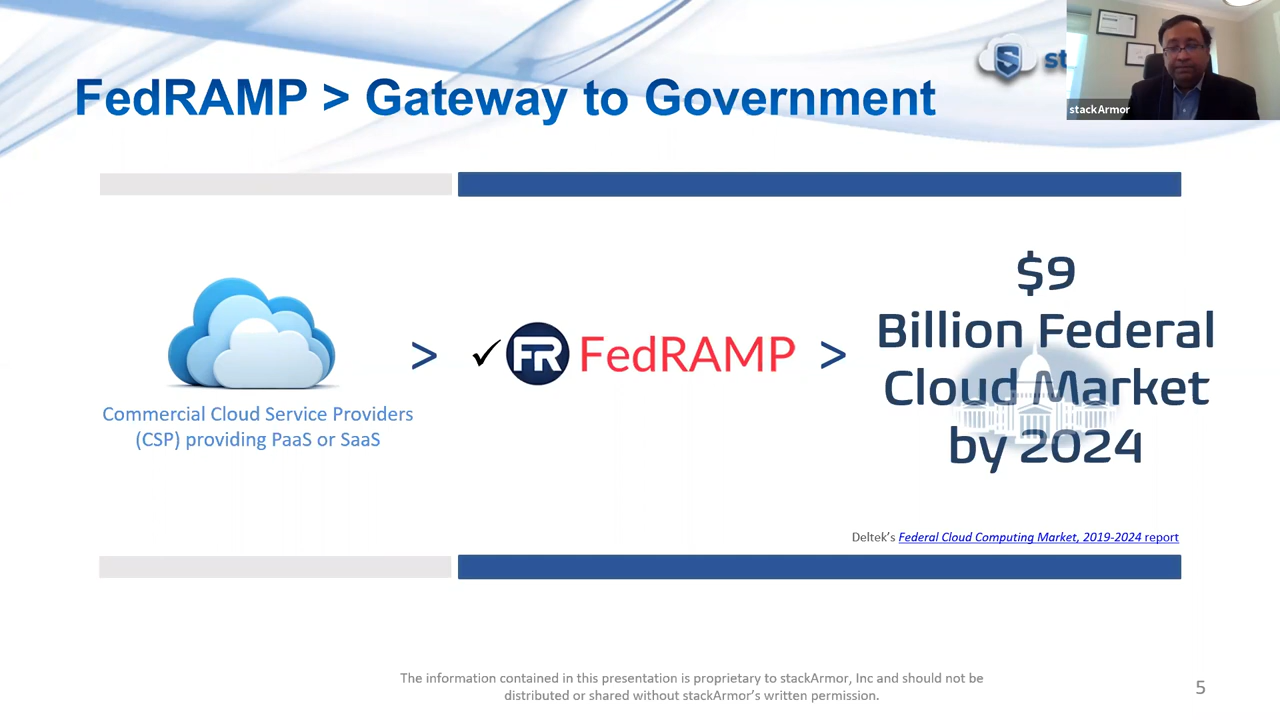 FedRAMP > Gateway to Government
st
stackArmor
$9
Billion Federal
Cloud Market
by 2024
> ✓ FR FedRAMP >
Commercial Cloud Service Providers
(CSP) providing PaaS or SaaS
Deltek's Federal Cloud Computing Market, 2019-2024 report
The information contained in this presentation is proprietary to stackArmor, Inc and should not be
distributed or shared without stackArmor's written permission.
5